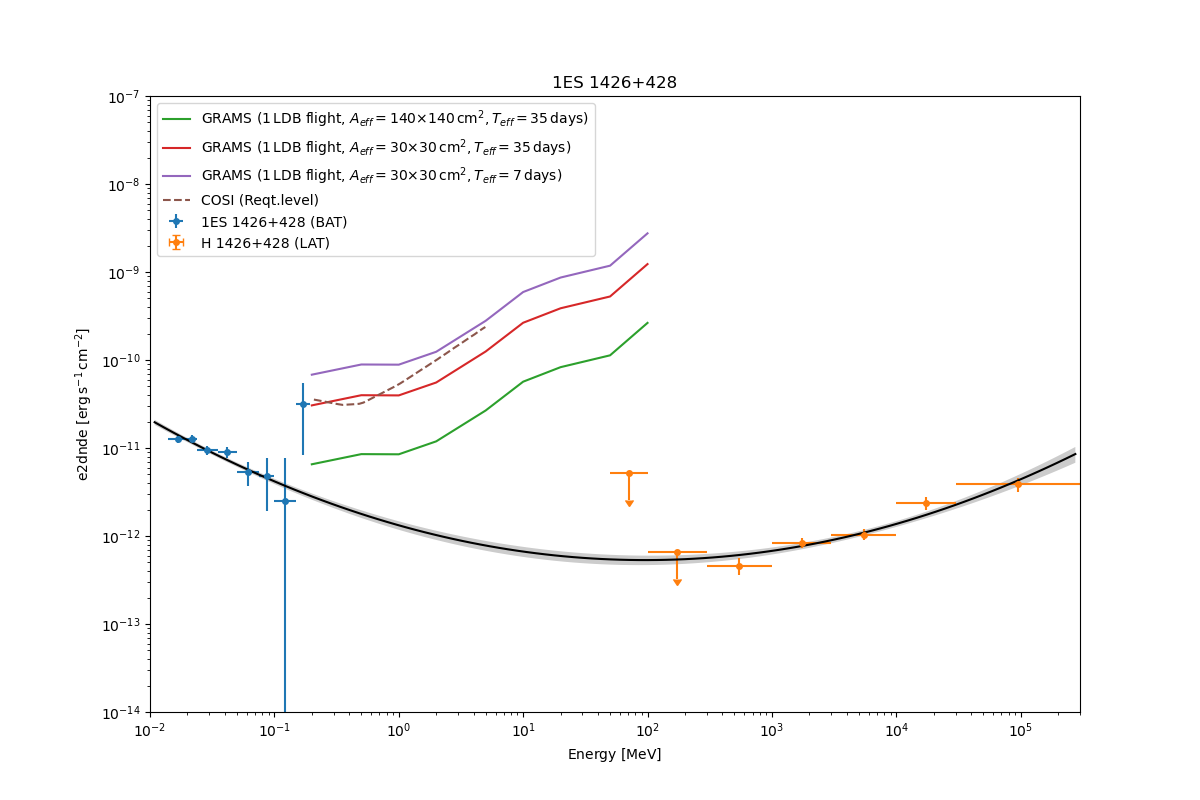 1ES 1426+428
10⁻⁷
10⁻⁸
10⁻⁹
10⁻¹⁰
10⁻¹¹
10⁻¹²
10⁻¹³
10⁻¹⁴
e2dnde [erg s⁻¹ cm⁻²]
GRAMS (1 LDB flight, A_eff = 140×140 cm², T_eff = 35 days)
GRAMS (1 LDB flight, A_eff = 30×30 cm², T_eff = 35 days)
GRAMS (1 LDB flight, A_eff = 30×30 cm², T_eff = 7 days)
COSI (Reqt.level)
1ES 1426+428 (BAT)
H 1426+428 (LAT)
10⁻² 10⁻¹ 10⁰ 10¹ 10² 10³ 10⁴ 10⁵
Energy [MeV]